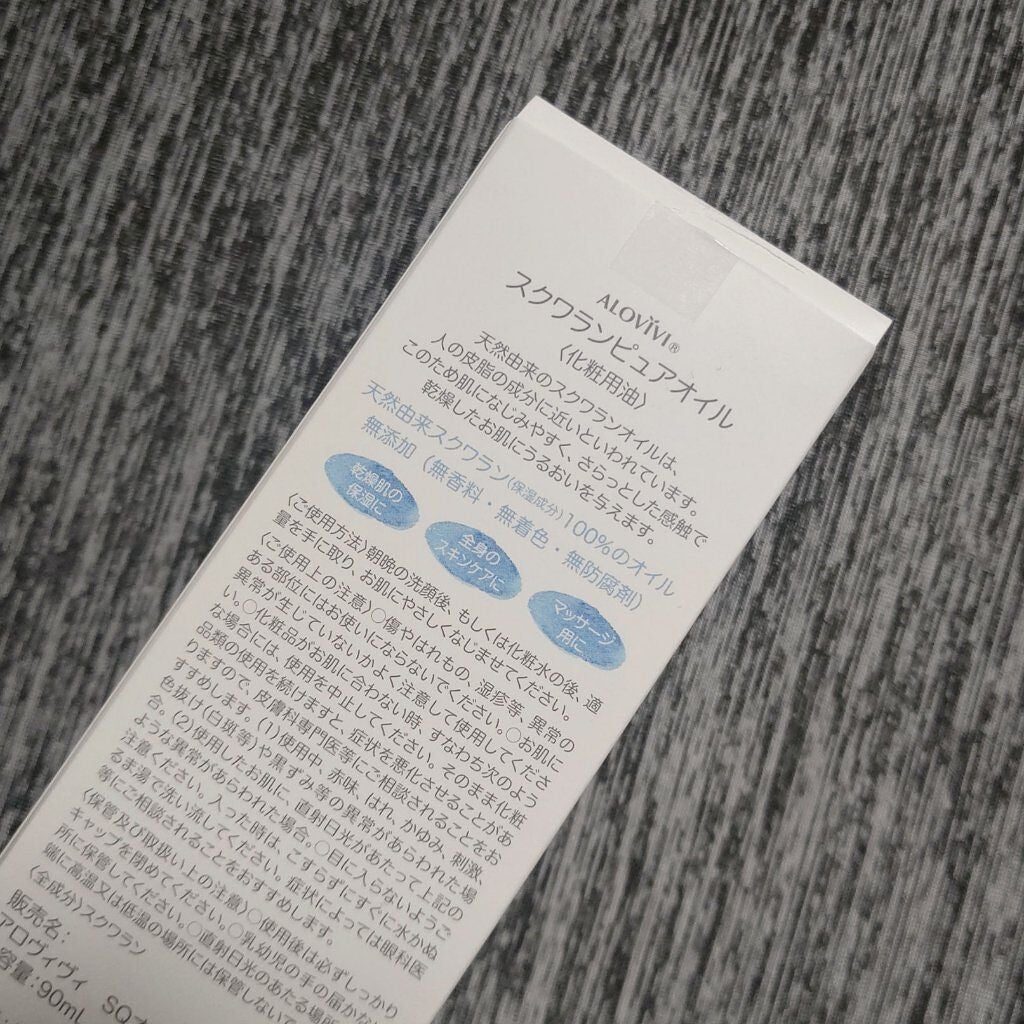 ALOVIVI®
スクワランピュアオイル
〈化粧用油〉
天然由来のスクワランオイルは、
人の皮脂の成分に近いといわれています。
このため肌になじみやすく、さらっとした感触で
乾燥したお肌にうるおいを与えます。
天然由来スクワラン(保湿成分)100%のオイル
無添加（無香料・無着色・無防腐剤）
乾燥肌の
保湿に
全身の
スキンケアに
マッサージ
用に
〈ご使用方法〉朝晩の洗顔後、もしくは化粧水の後、適
量を手に取り、お肌にやさしくなじませてください。
〈ご使用上の注意〉○傷やはれもの、湿疹等、異常の
ある部位にはお使いにならないでください。○お肌に
異常が生じていないかよく注意して使用してくださ
い。○化粧品がお肌に合わない時、すなわち次のよう
な場合には、使用を中止してください。そのまま化粧
品類の使用を続けますと、症状を悪化させることがあ
りますので、皮膚科専門医等にご相談されることをお
すすめします。(1)使用中、赤味、はれ、かゆみ、刺激、
色抜け(白斑等)や黒ずみ等の異常があらわれた場
合。(2)使用したお肌に、直射日光があたって上記の
ような異常があらわれた場合。○目に入らないようご
注意ください。入った時は、こすらずにすぐに水かぬ
るま湯で洗い流してください。症状によっては眼科医
等にご相談されることをおすすめします。
〈保管及び取扱い上の注意〉○使用後は必ずしっかり
キャップを閉めてください。○乳幼児の手の届かない
所に保管してください。○直射日光のあたる場所
端に高温又は低温の場所には保管しないで
〈全成分〉スクワラン
販売名:
アロヴィヴィ SQオ
容量:90mL